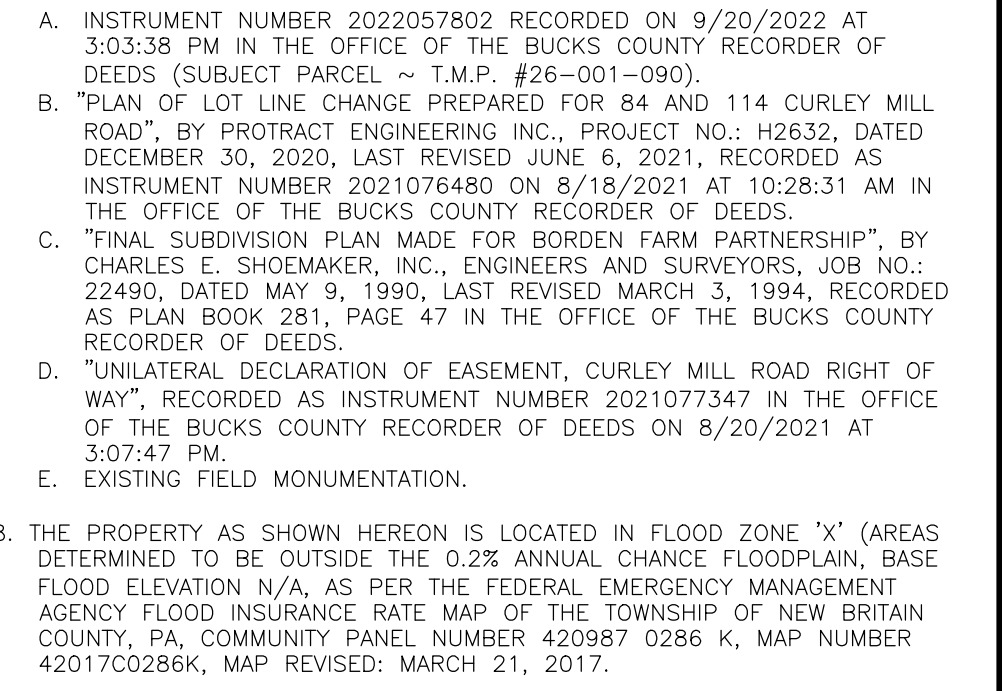 A. INSTRUMENT NUMBER 2022057802 RECORDED ON 9/20/2022 AT
3:03:38 PM IN THE OFFICE OF THE BUCKS COUNTY RECORDER OF
DEEDS (SUBJECT PARCEL ~ T.M.P. #26-001-090).
B. "PLAN OF LOT LINE CHANGE PREPARED FOR 84 AND 114 CURLEY MILL
ROAD", BY PROTRACT ENGINEERING INC., PROJECT NO.: H2632, DATED
DECEMBER 30, 2020, LAST REVISED JUNE 6, 2021, RECORDED AS
INSTRUMENT NUMBER 2021076480 ON 8/18/2021 AT 10:28:31 AM IN
THE OFFICE OF THE BUCKS COUNTY RECORDER OF DEEDS.
C. "FINAL SUBDIVISION PLAN MADE FOR BORDEN FARM PARTNERSHIP", BY
CHARLES E. SHOEMAKER, INC., ENGINEERS AND SURVEYORS, JOB NO.:
22490, DATED MAY 9, 1990, LAST REVISED MARCH 3, 1994, RECORDED
AS PLAN BOOK 281, PAGE 47 IN THE OFFICE OF THE BUCKS COUNTY
RECORDER OF DEEDS.
D. "UNILATERAL DECLARATION OF EASEMENT, CURLEY MILL ROAD RIGHT OF
WAY", RECORDED AS INSTRUMENT NUMBER 2021077347 IN THE OFFICE
OF THE BUCKS COUNTY RECORDER OF DEEDS ON 8/20/2021 AT
3:07:47 PM.
E. EXISTING FIELD MONUMENTATION.
3. THE PROPERTY AS SHOWN HEREON IS LOCATED IN FLOOD ZONE 'X' (AREAS
DETERMINED TO BE OUTSIDE THE 0.2% ANNUAL CHANCE FLOODPLAIN, BASE
FLOOD ELEVATION N/A, AS PER THE FEDERAL EMERGENCY MANAGEMENT
AGENCY FLOOD INSURANCE RATE MAP OF THE TOWNSHIP OF NEW BRITAIN
COUNTY, PA, COMMUNITY PANEL NUMBER 420987 0286 K, MAP NUMBER
42017C0286K, MAP REVISED: MARCH 21, 2017.